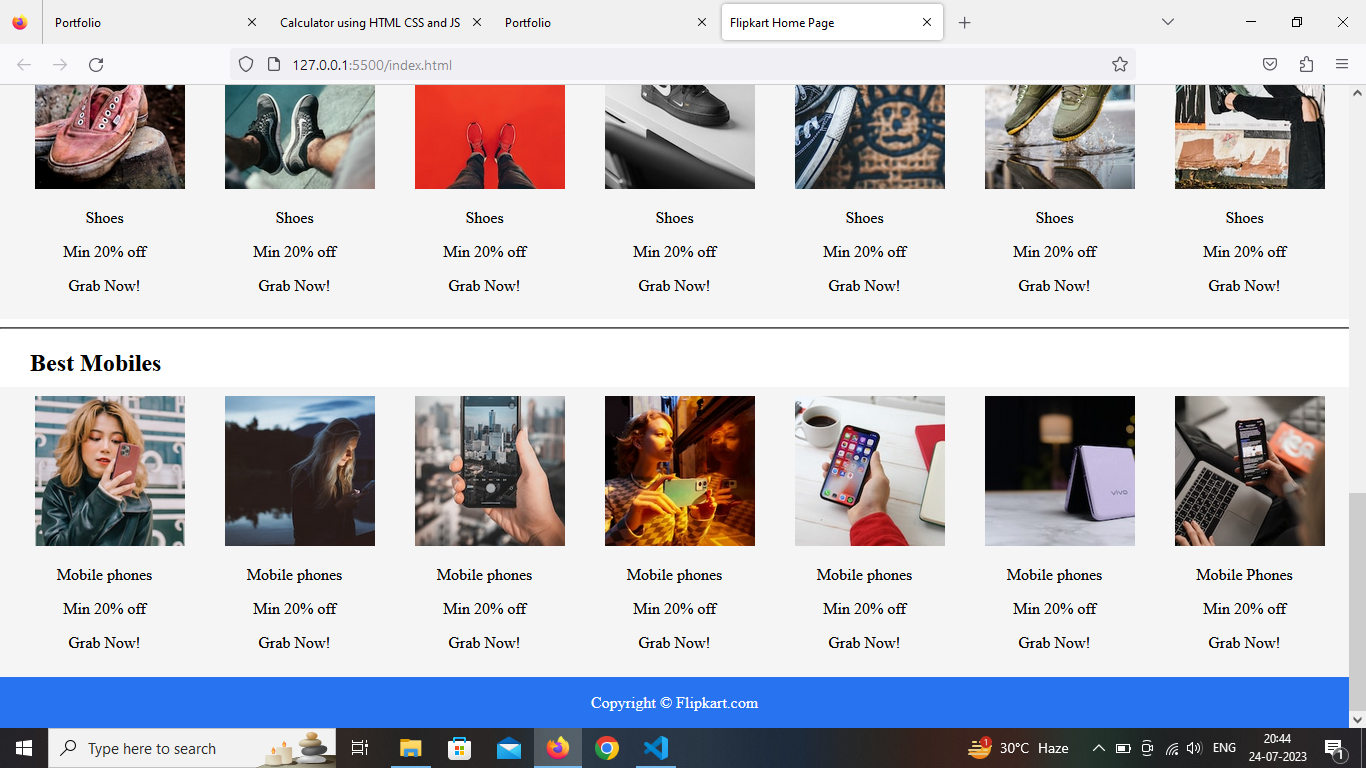 Portfolio
Calculator using HTML CSS and JS
Portfolio
Flipkart Home Page
127.0.0.1:5500/index.html
Shoes Shoes Shoes Shoes Shoes Shoes Shoes
Min 20% off Min 20% off Min 20% off Min 20% off Min 20% off Min 20% off Min 20% off
Grab Now! Grab Now! Grab Now! Grab Now! Grab Now! Grab Now! Grab Now!
Best Mobiles
vivo
Mobile phones Mobile phones Mobile phones Mobile phones Mobile phones Mobile phones Mobile Phones
Min 20% off Min 20% off Min 20% off Min 20% off Min 20% off Min 20% off Min 20% off
Grab Now! Grab Now! Grab Now! Grab Now! Grab Now! Grab Now! Grab Now!
Copyright © Flipkart.com
Type here to search
1
30°C Haze
ENG
20:44
24-07-2023
1